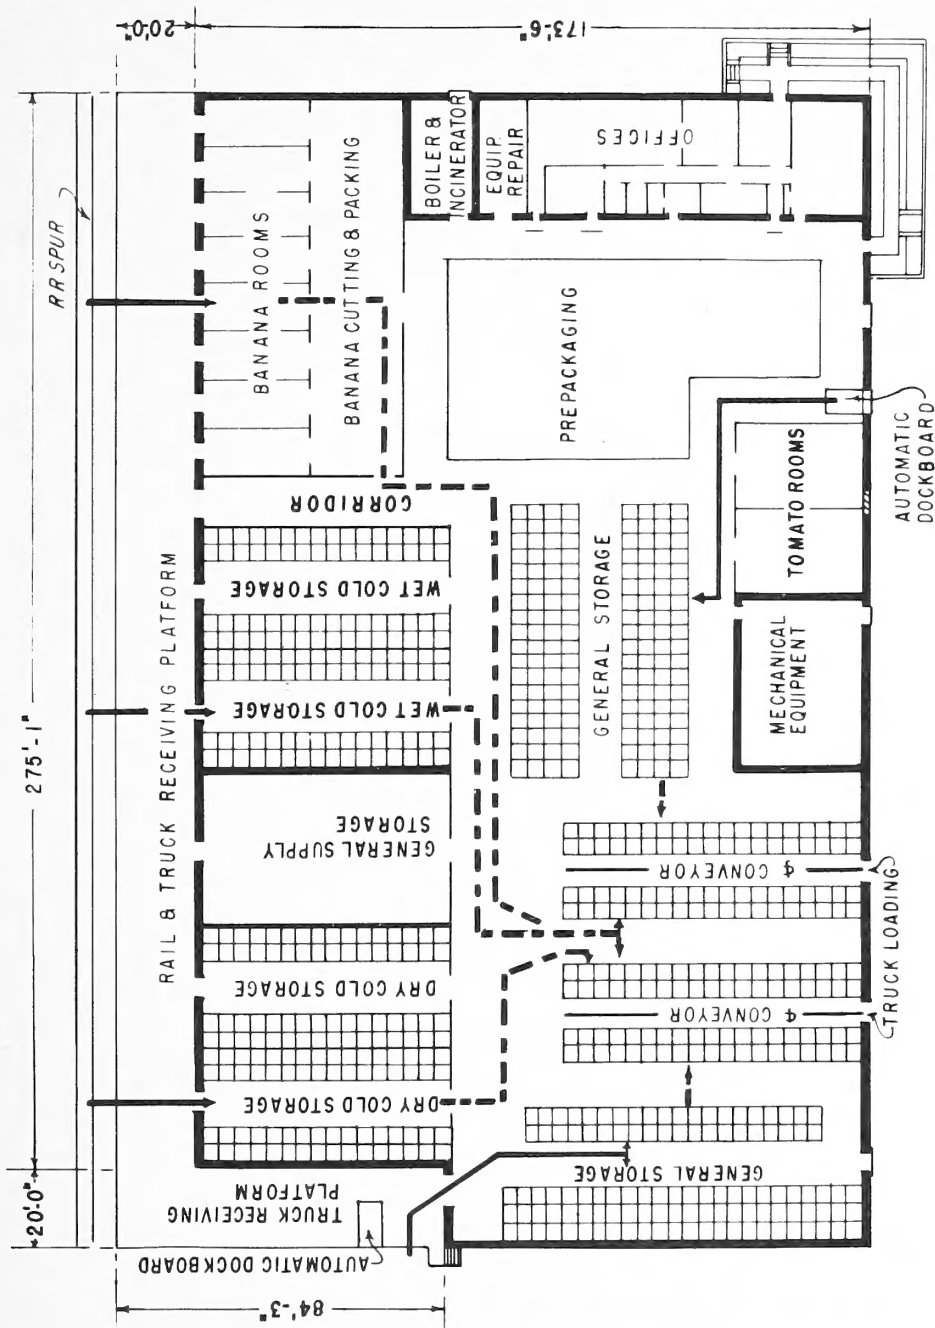 20'-0"
173'-6"
275'-1"
20'-0"
84'-3"
RR SPUR
RAIL & TRUCK RECEIVING PLATFORM
BANANA ROOMS
BANANA CUTTING & PACKING
BOILER &
INCINERATOR
EQUIP.
REPAIR
OFFICES
CORRIDOR
WET COLD STORAGE
WET COLD STORAGE
GENERAL SUPPLY
STORAGE
DRY COLD STORAGE
DRY COLD STORAGE
TRUCK RECEIVING
PLATFORM
AUTOMATIC DOCKBOARD
PREPACKAGING
GENERAL STORAGE
TOMATO ROOMS
MECHANICAL
EQUIPMENT
AUTOMATIC
DOCKBOARD
℄ CONVEYOR
℄ CONVEYOR
TRUCK LOADING
GENERAL STORAGE